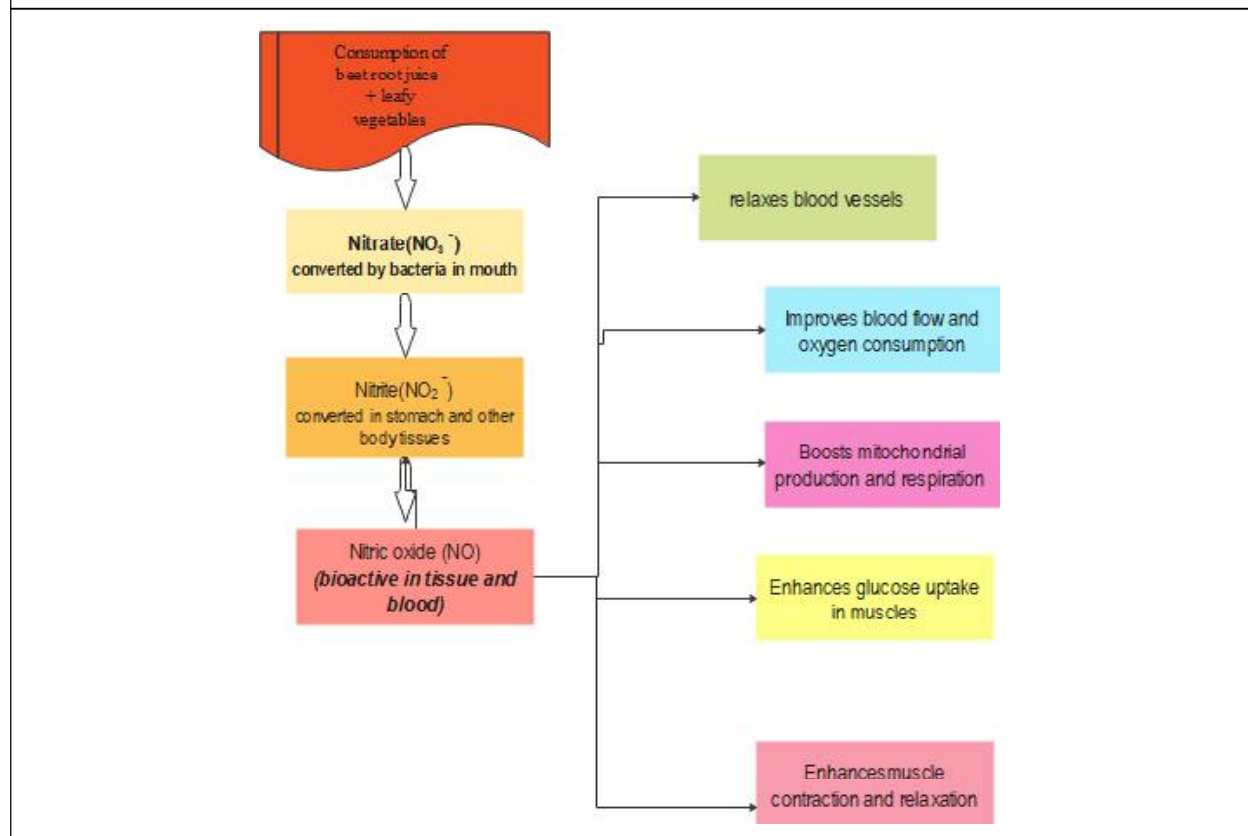 Consumption of
beet root juice
+ leafy
vegetables
Nitrate(NO₃⁻)
converted by bacteria in mouth
Nitrite(NO₂⁻)
converted in stomach and other
body tissues
Nitric oxide (NO)
(bioactive in tissue and
blood)
relaxes blood vessels
Improves blood flow and
oxygen consumption
Boosts mitochondrial
production and respiration
Enhances glucose uptake
in muscles
Enhances muscle
contraction and relaxation